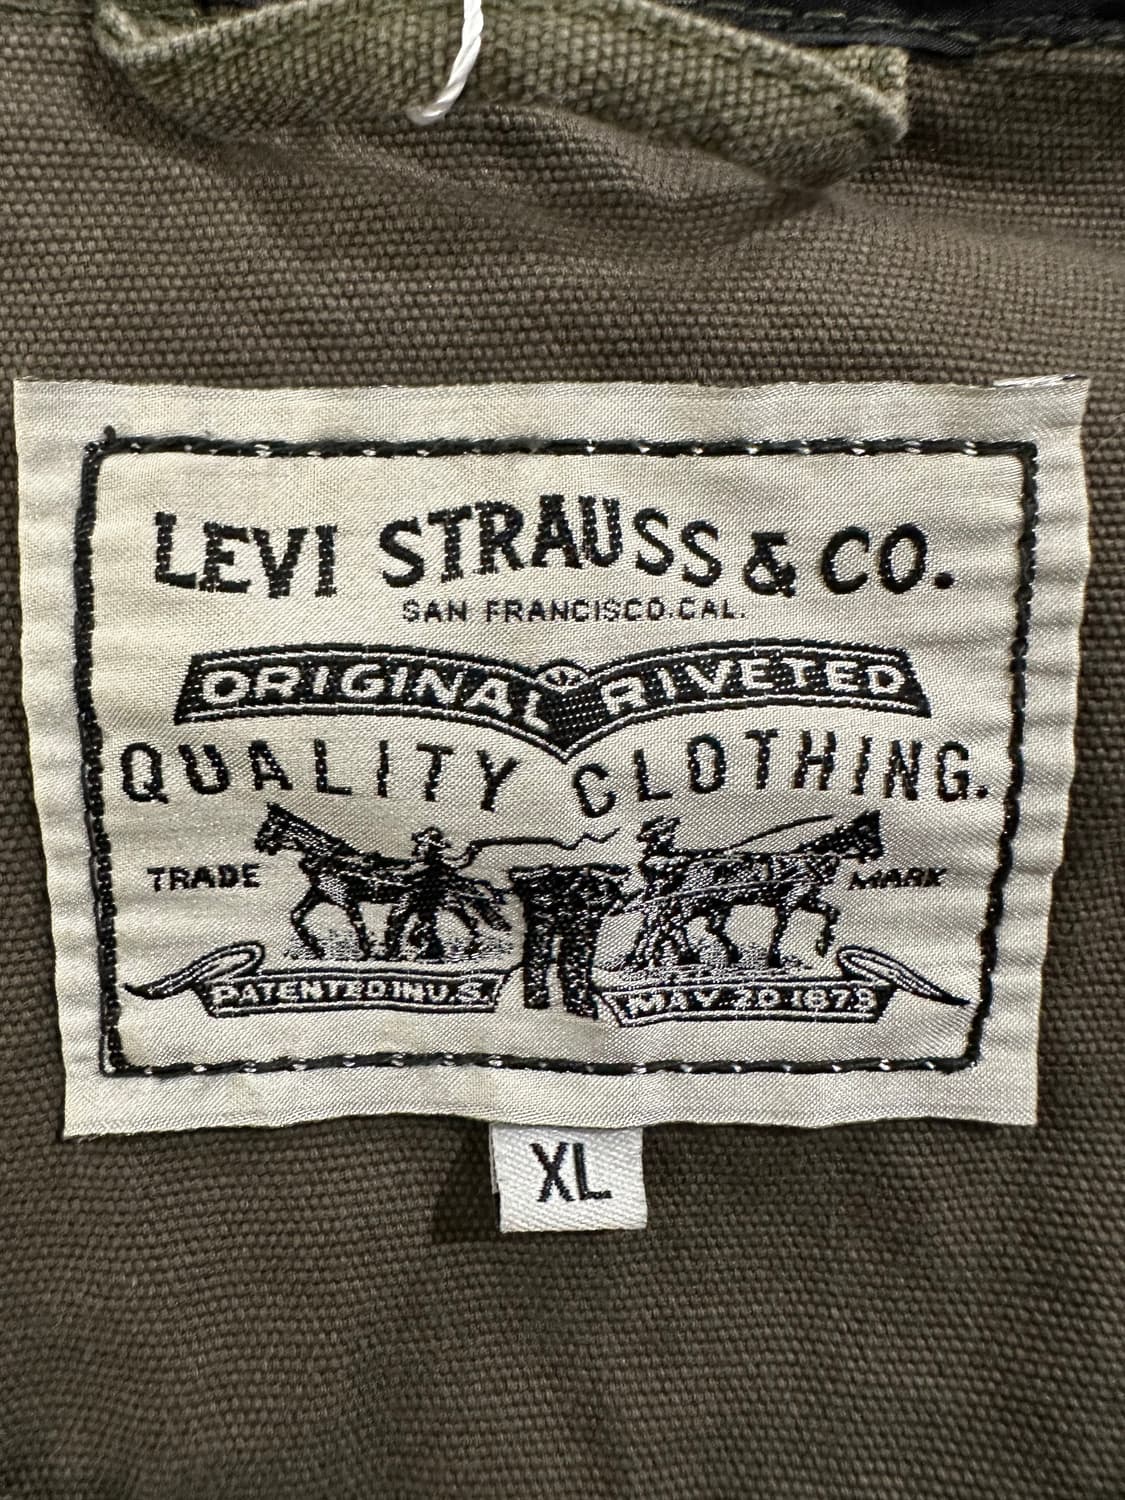 LEVI STRAUSS & CO.
SAN FRANCISCO.CAL.
ORIGINAL RIVETED
QUALITY CLOTHING.
TRADE MARK
PATENTED IN U.S. MAY 20 1873
XL